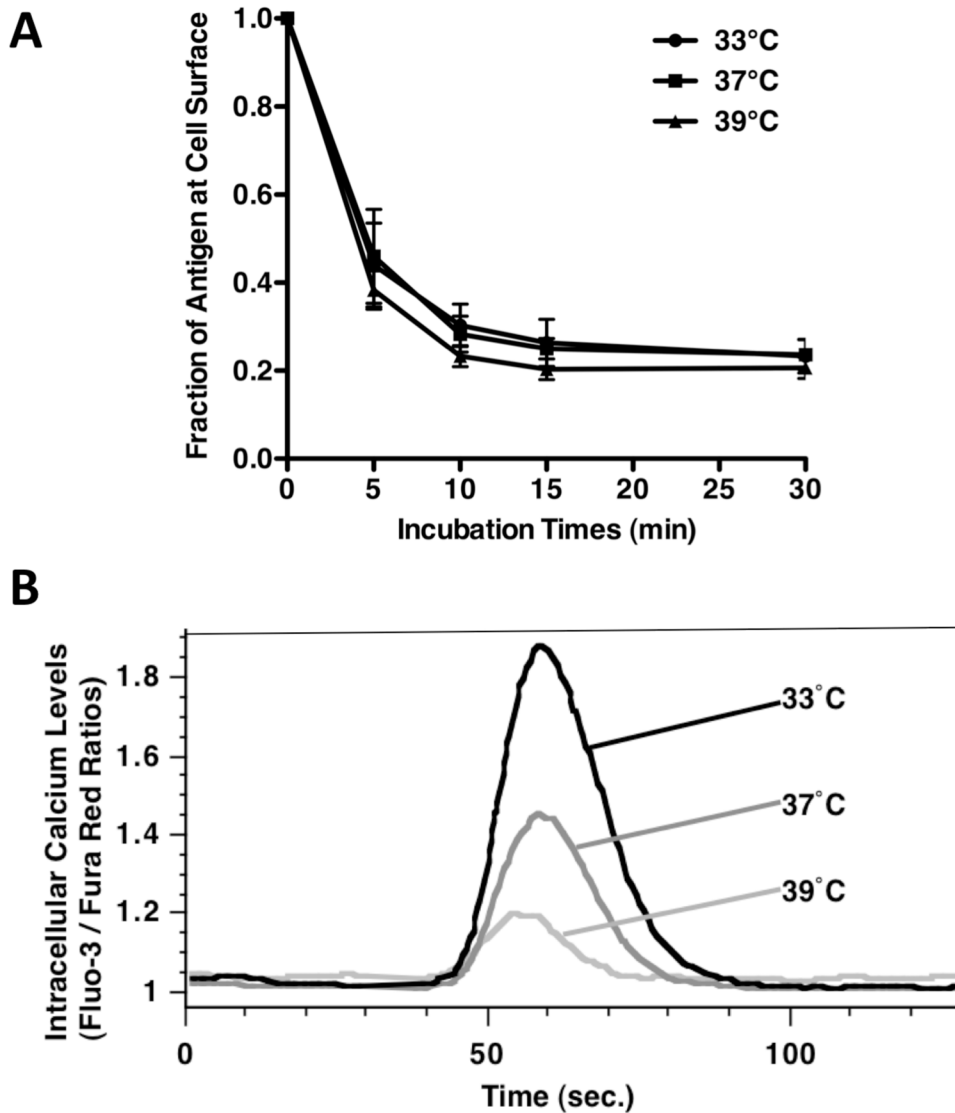 A
1.0
0.8
0.6
0.4
0.2
0.0
Fraction of Antigen at Cell Surface
33°C
37°C
39°C
0 5 10 15 20 25 30
Incubation Times (min)
B
Intracellular Calcium Levels
(Fluo-3 / Fura Red Ratios)
1.8
1.6
1.4
1.2
1
33°C
37°C
39°C
0 50 100
Time (sec.)